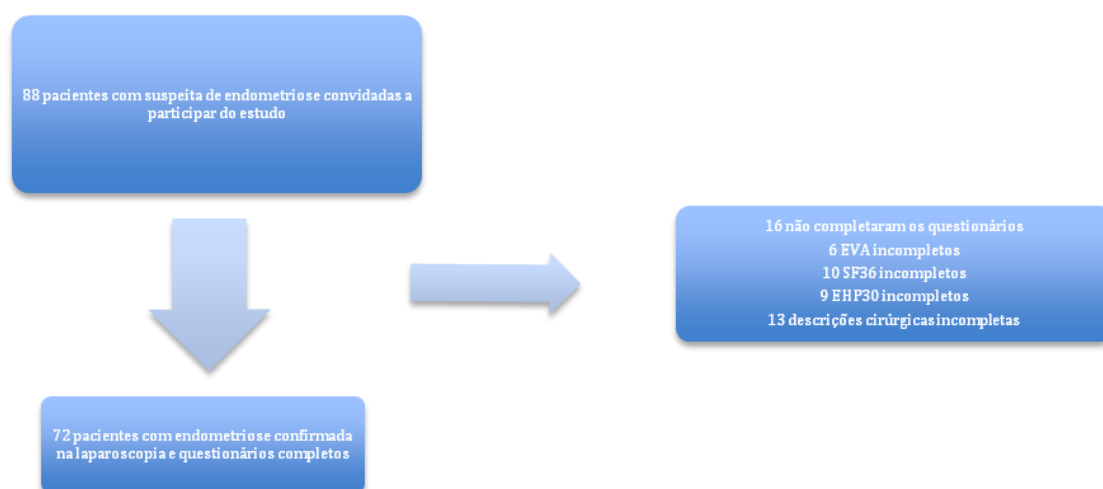 88 pacientes com suspeita de endometriose convidadas a
participar do estudo
16 não completaram os questionários
6 EVA incompletos
10 SF36 incompletos
9 EHP30 incompletos
13 descrições cirúrgicas incompletas
72 pacientes com endometriose confirmada
na laparoscopia e questionários completos